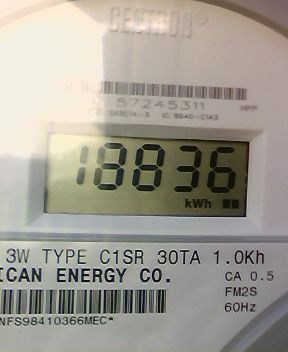 CENTRON®
57245311 HPP
18836
kWh
3W TYPE C1SR 30TA 1.0Kh
ICAN ENERGY CO.
CA 0.5
FM2S
60Hz
NFS98410366MEC*